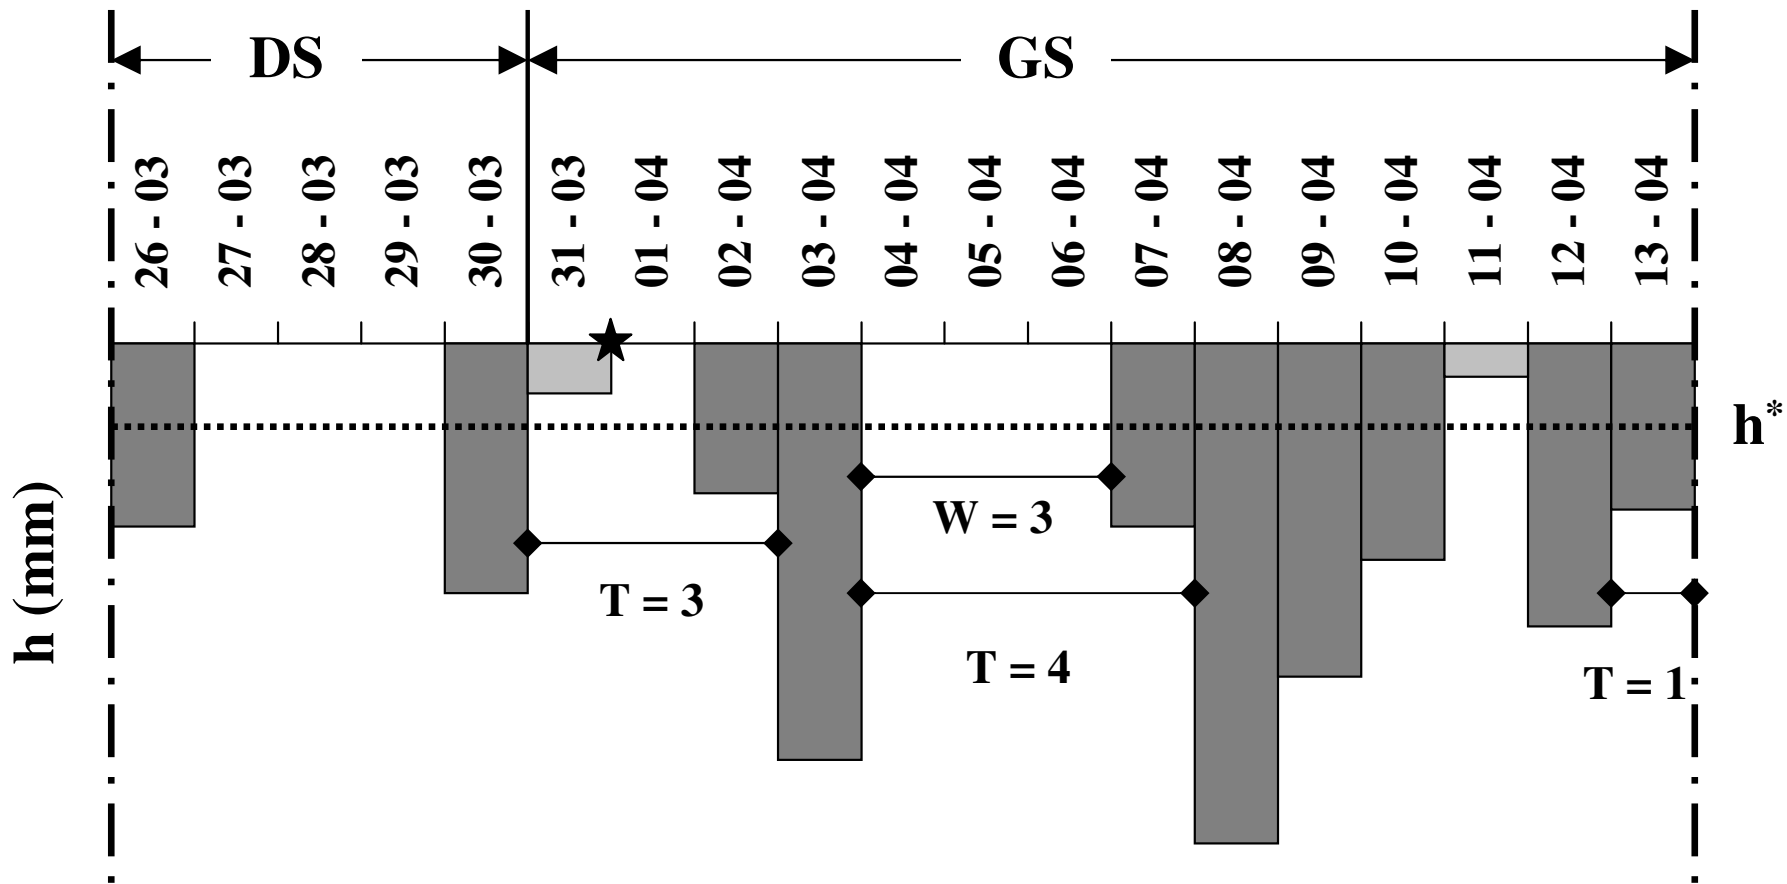 DS
GS
26 - 03
27 - 03
28 - 03
29 - 03
30 - 03
31 - 03
01 - 04
02 - 04
03 - 04
04 - 04
05 - 04
06 - 04
07 - 04
08 - 04
09 - 04
10 - 04
11 - 04
12 - 04
13 - 04
h*
h (mm)
W = 3
T = 3
T = 4
T = 1